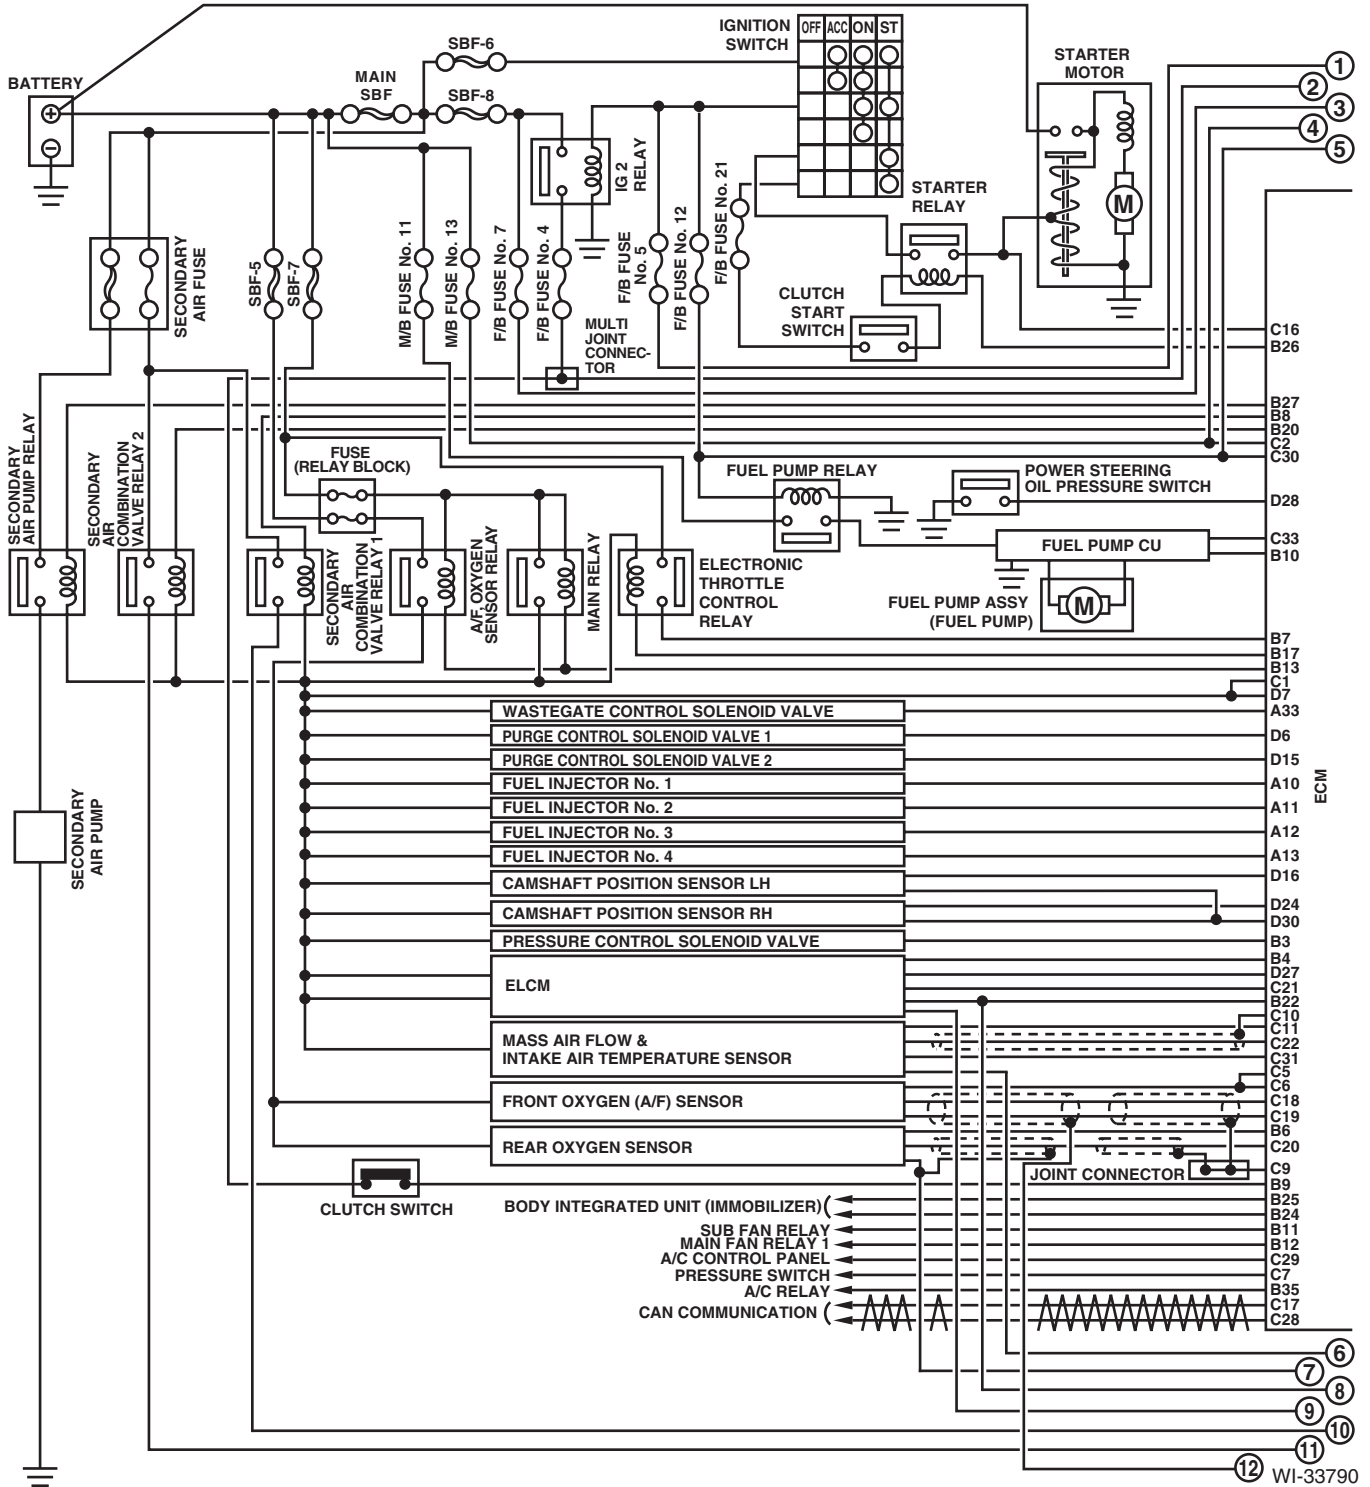 IGNITION
SWITCH
OFF ACC ON ST
SBF-6
MAIN
SBF
SBF-8
BATTERY
STARTER
MOTOR
1
2
3
4
5
IG 2
RELAY
STARTER
RELAY
M
SECONDARY
AIR FUSE
SBF-5
SBF-7
M/B FUSE No. 11
M/B FUSE No. 13
F/B FUSE No. 7
F/B FUSE No. 4
F/B FUSE
No. 5
F/B FUSE No. 12
F/B FUSE No. 21
CLUTCH
START
SWITCH
MULTI
JOINT
CONNEC-
TOR
C16
B26
B27
B8
B20
C2
C30
SECONDARY
AIR PUMP RELAY
SECONDARY
AIR
COMBINATION
VALVE RELAY 2
FUSE
(RELAY BLOCK)
FUEL PUMP RELAY
POWER STEERING
OIL PRESSURE SWITCH
D28
SECONDARY
AIR
COMBINATION
VALVE RELAY 1
A/F, OXYGEN
SENSOR RELAY
MAIN RELAY
ELECTRONIC
THROTTLE
CONTROL
RELAY
FUEL PUMP CU
C33
B10
FUEL PUMP ASSY
(FUEL PUMP)
M
B7
B17
B13
C1
D7
WASTEGATE CONTROL SOLENOID VALVE
A33
PURGE CONTROL SOLENOID VALVE 1
D6
PURGE CONTROL SOLENOID VALVE 2
D15
FUEL INJECTOR No. 1
A10
ECM
FUEL INJECTOR No. 2
A11
FUEL INJECTOR No. 3
A12
FUEL INJECTOR No. 4
A13
SECONDARY
AIR PUMP
CAMSHAFT POSITION SENSOR LH
D16
CAMSHAFT POSITION SENSOR RH
D24
D30
PRESSURE CONTROL SOLENOID VALVE
B3
ELCM
B4
D27
C21
B22
C10
MASS AIR FLOW &
INTAKE AIR TEMPERATURE SENSOR
C11
C22
C31
C5
C6
FRONT OXYGEN (A/F) SENSOR
C18
C19
B6
REAR OXYGEN SENSOR
C20
JOINT CONNECTOR
C9
B9
CLUTCH SWITCH
BODY INTEGRATED UNIT (IMMOBILIZER)
B25
B24
SUB FAN RELAY
B11
MAIN FAN RELAY 1
B12
A/C CONTROL PANEL
C29
PRESSURE SWITCH
C7
A/C RELAY
B35
CAN COMMUNICATION
C17
C28
6
7
8
9
10
11
12
WI-33790